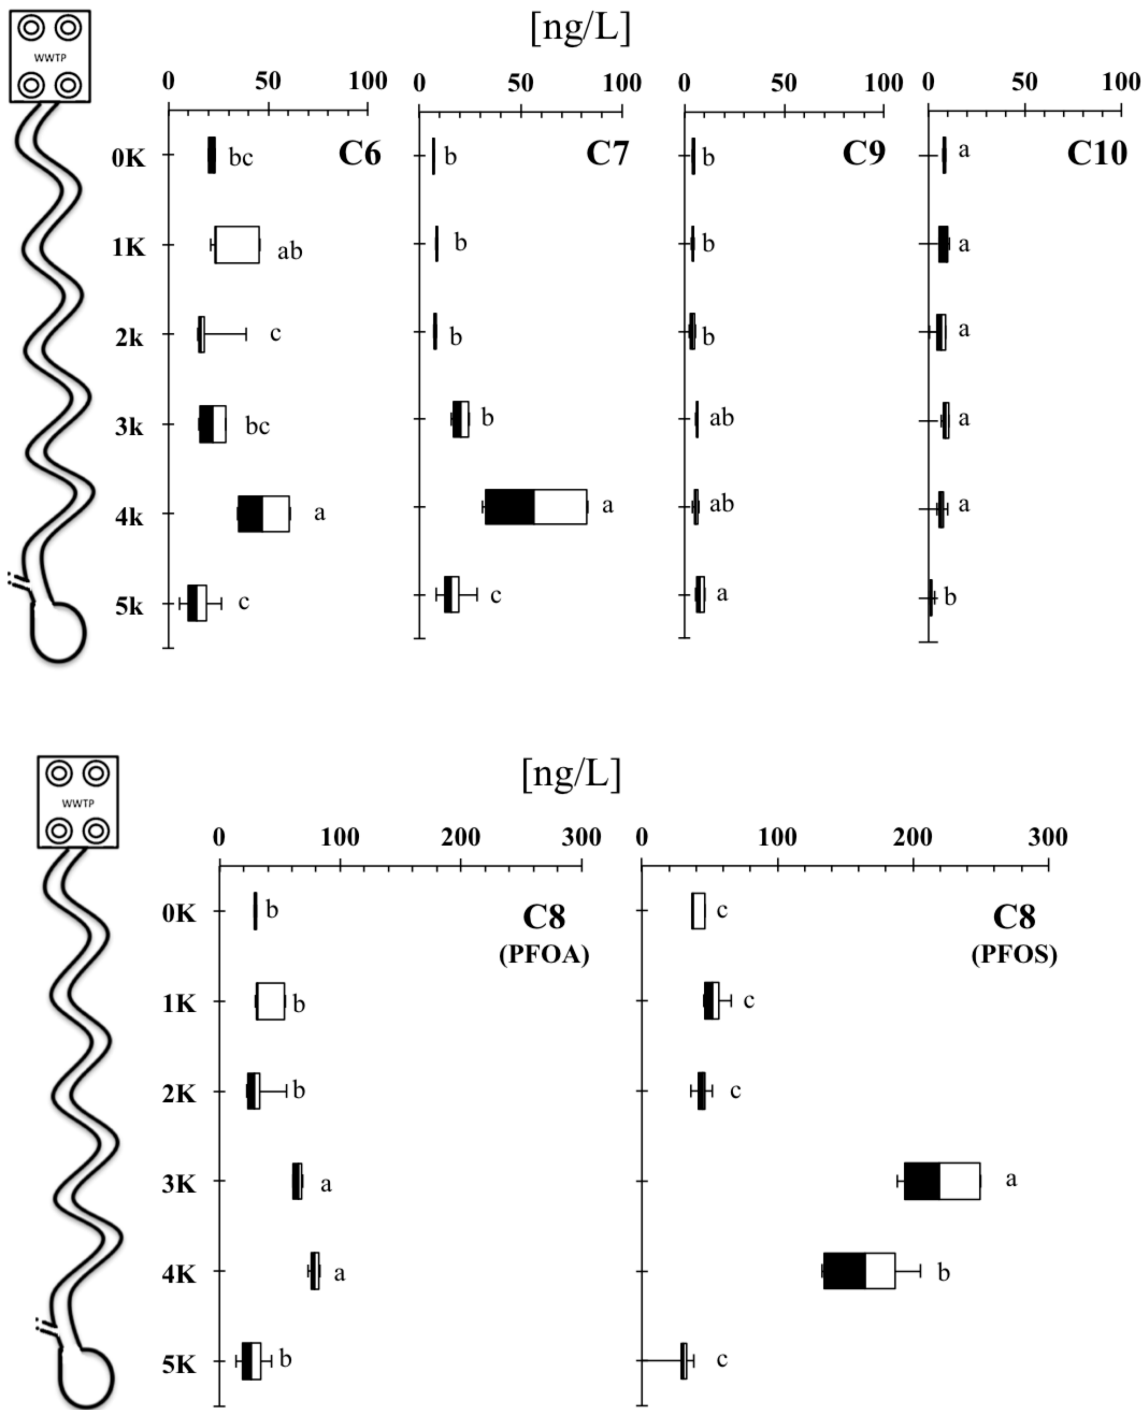 [ng/L]
WWTP
0 50 100 0 50 100 0 50 100 0 50 100
0K bc C6 b C7 b C9 a C10
1K ab b b a
2k c b b a
3k bc b ab a
4k a a ab a
5k c c a b
[ng/L]
WWTP
0 100 200 300 0 100 200 300
0K b C8 c C8
(PFOA) (PFOS)
1K b c
2K b c
3K a a
4K a b
5K b c